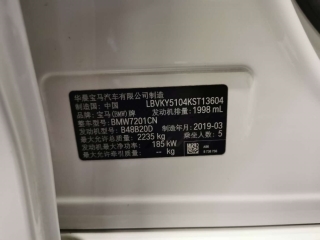 华晨宝马汽车有限公司制造
制造国：中国 LBVKY5104KST13604
品牌：宝马(BMW)牌 发动机排量：1998 mL
整车型号：BMW7201CN
发动机型号：B48B20D 制造年月：2019-03
最大允许总质量：2235 kg 乘坐人数：5
发动机最大净功率：185 kW
最大允许牵引质量：— kg